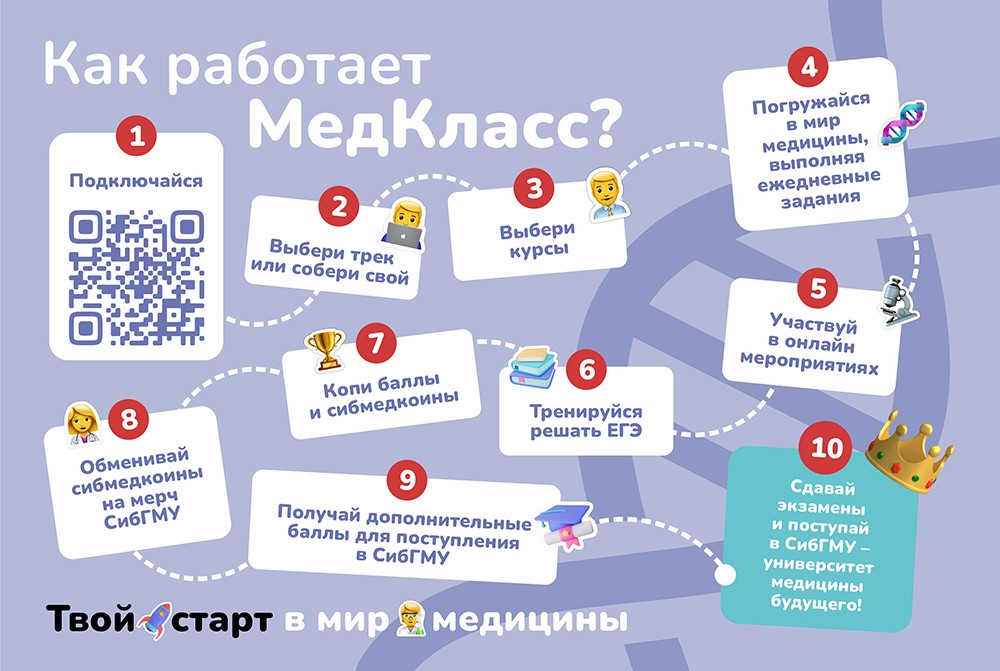 Как работает
МедКласс?
1
Подключайся
2
Выбери трек
или собери свой
3
Выбери
курсы
4
Погружайся
в мир
медицины,
выполняя
ежедневные
задания
5
Участвуй
в онлайн
мероприятиях
6
Тренируйся
решать ЕГЭ
7
Копи баллы
и сибмедкоины
8
Обменивай
сибмедкоины
на мерч
СибГМУ
9
Получай дополнительные
баллы для поступления
в СибГМУ
10
Сдавай
экзамены
и поступай
в СибГМУ –
университет
медицины
будущего!
Твой старт в мир медицины